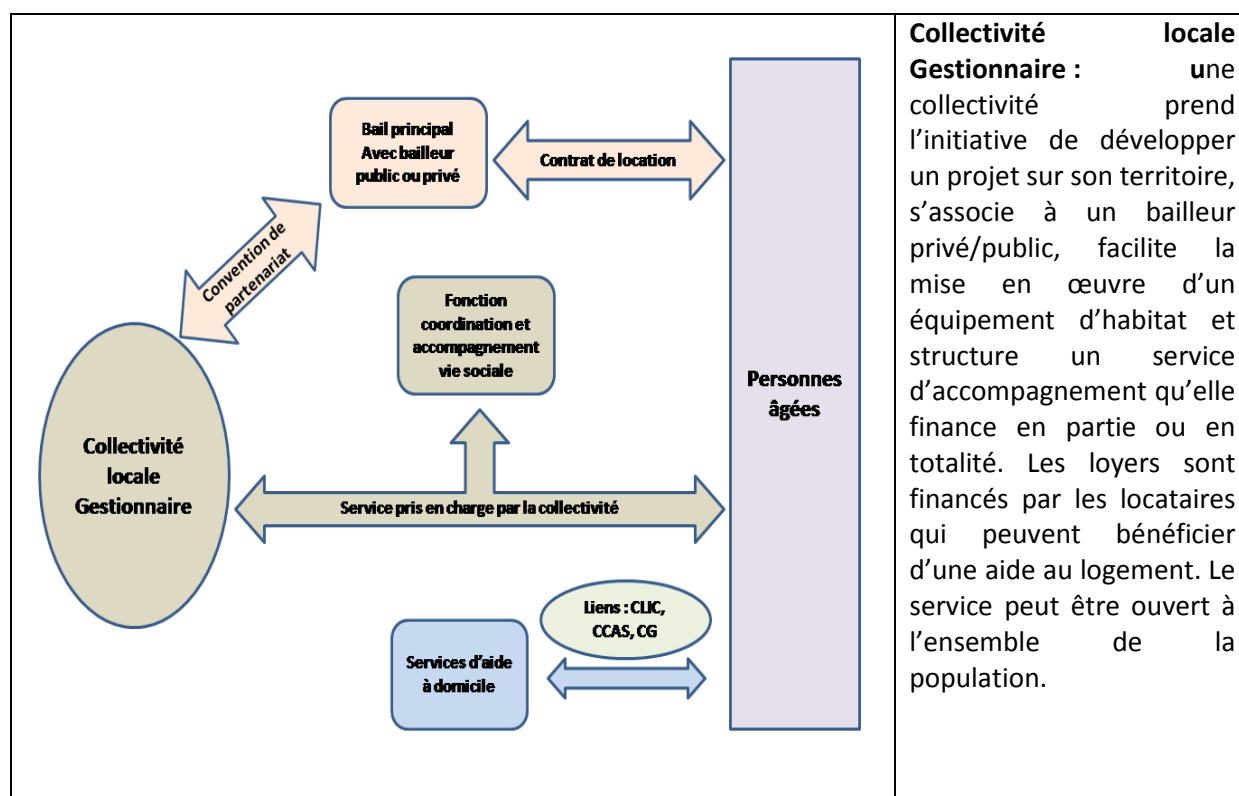 Bail principal
Avec bailleur
public ou privé
Contrat de location
Convention de
partenariat
Fonction
coordination et
accompagnement
vie sociale
Personnes
âgées
Collectivité
locale
Gestionnaire
Service pris en charge par la collectivité
Liens : CLIC,
CCAS, CG
Services d'aide
à domicile
Collectivité locale
Gestionnaire : une
collectivité prend
l’initiative de développer
un projet sur son territoire,
s’associe à un bailleur
privé/public, facilite la
mise en œuvre d’un
équipement d’habitat et
structure un service
d’accompagnement qu’elle
finance en partie ou en
totalité. Les loyers sont
financés par les locataires
qui peuvent bénéficier
d’une aide au logement. Le
service peut être ouvert à
l’ensemble de la
population.